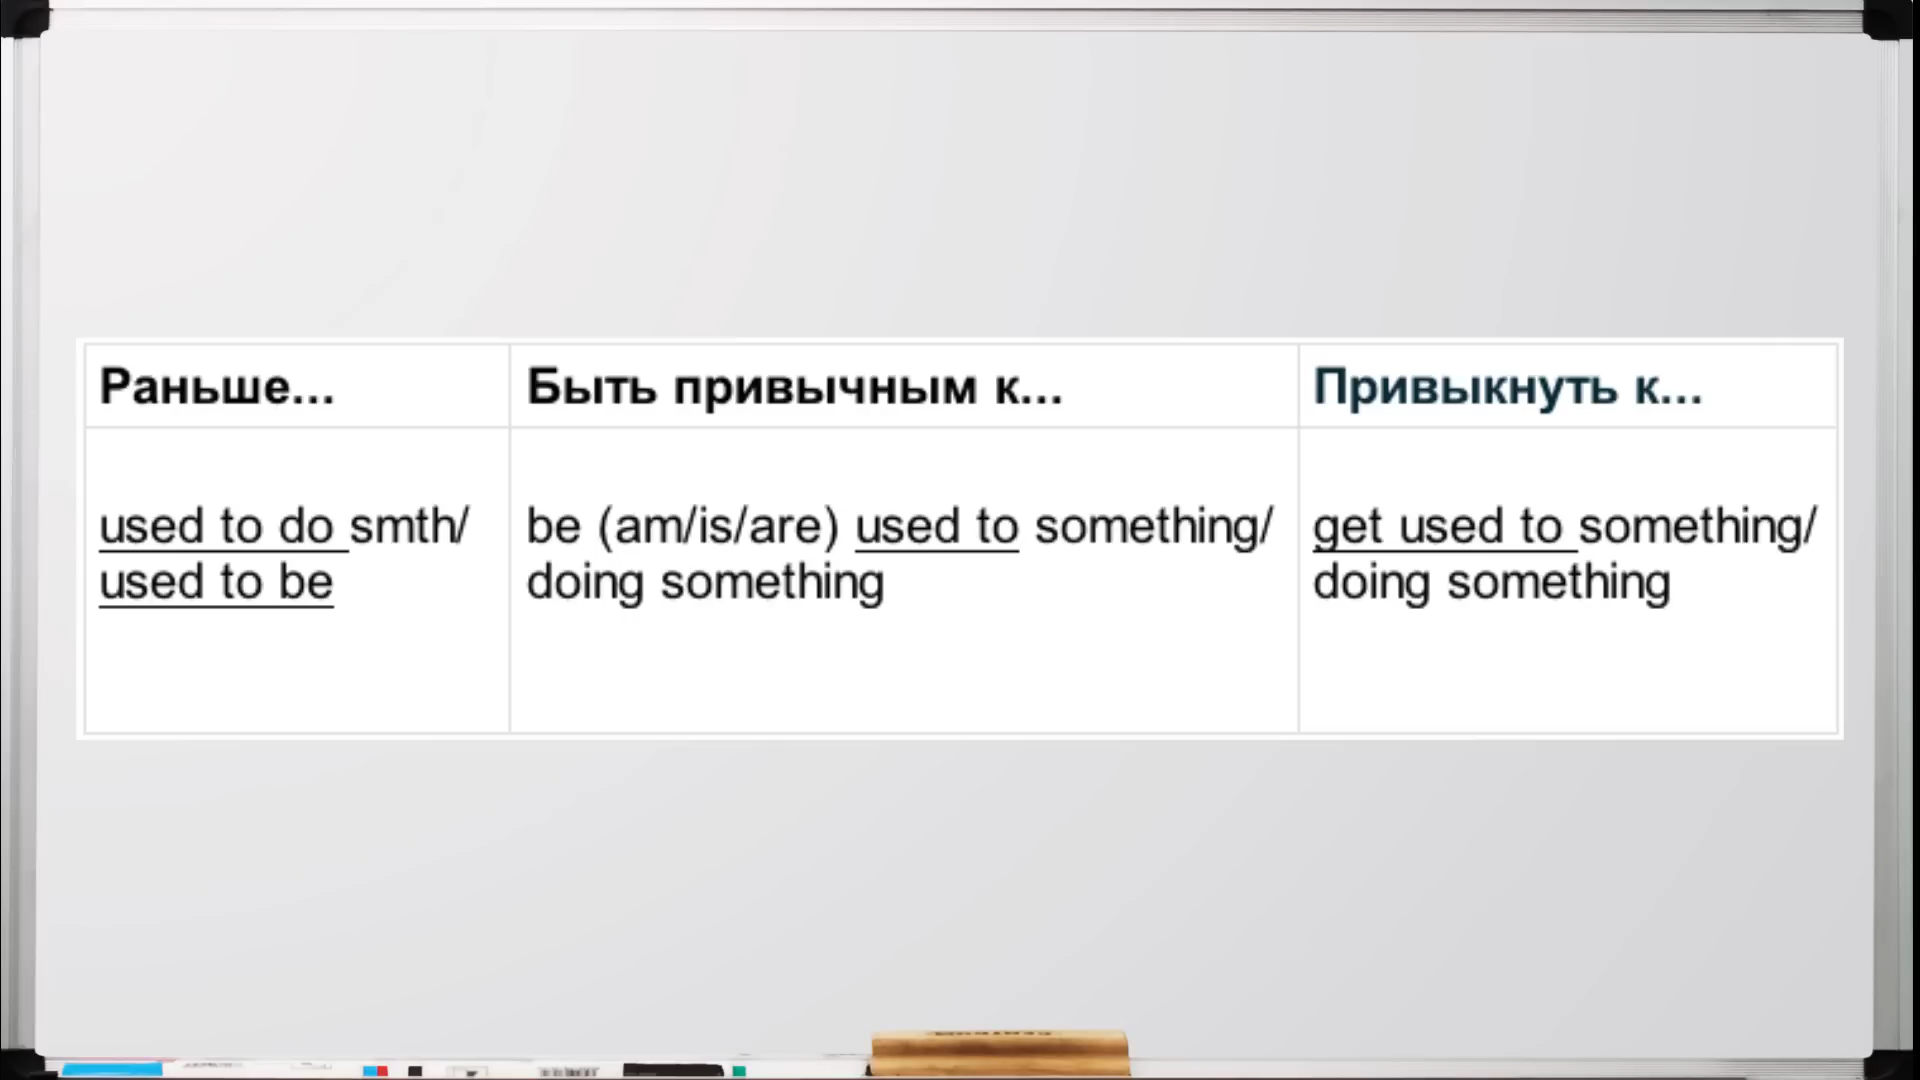 Раньше...
Быть привычным к...
Привыкнуть к...
used to do smth/
used to be
be (am/is/are) used to something/
doing something
get used to something/
doing something